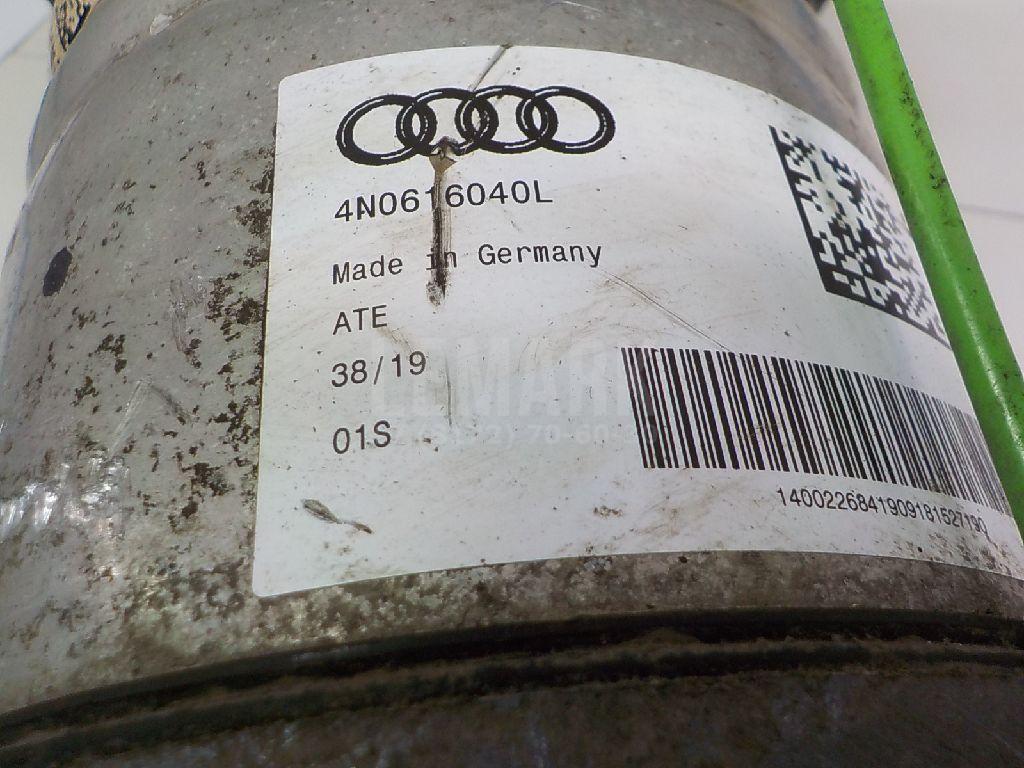 4N0616040L
Made in Germany
ATE
38/19
01S
1400226841909181527190